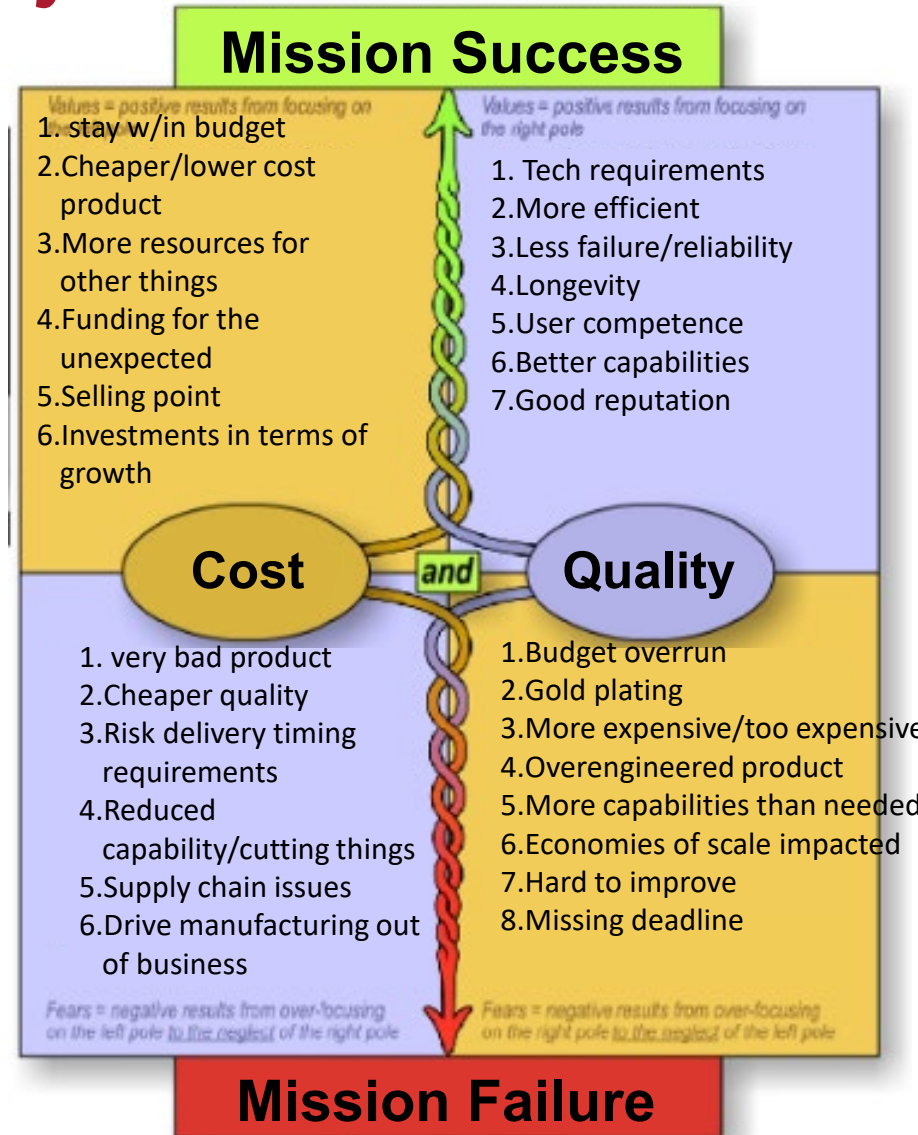 y
Mission Success
Values = positive results from focusing on
the left pole
1. stay w/in budget
2.Cheaper/lower cost
product
3.More resources for
other things
4.Funding for the
unexpected
5.Selling point
6.Investments in terms of
growth
Values = positive results from focusing on
the right pole
1. Tech requirements
2.More efficient
3.Less failure/reliability
4.Longevity
5.User competence
6.Better capabilities
7.Good reputation
Cost
and
Quality
1. very bad product
2.Cheaper quality
3.Risk delivery timing
requirements
4.Reduced
capability/cutting things
5.Supply chain issues
6.Drive manufacturing out
of business
Fears = negative results from over-focusing
on the left pole to the neglect of the right pole
1.Budget overrun
2.Gold plating
3.More expensive/too expensive
4.Overengineered product
5.More capabilities than needed
6.Economies of scale impacted
7.Hard to improve
8.Missing deadline
Fears = negative results from over-focusing
on the right pole to the neglect of the left pole
Mission Failure